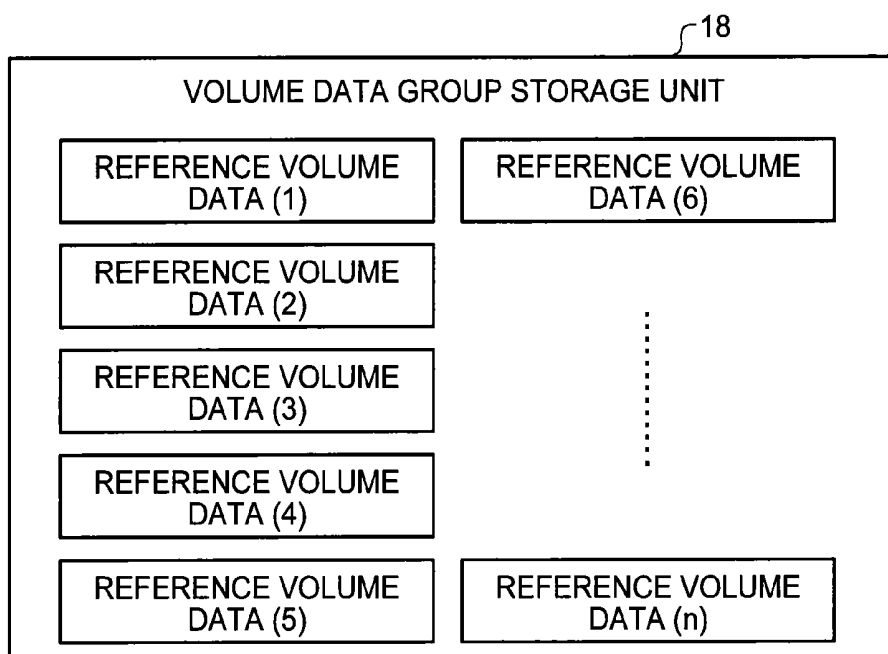 18
VOLUME DATA GROUP STORAGE UNIT
REFERENCE VOLUME
DATA (1)
REFERENCE VOLUME
DATA (2)
REFERENCE VOLUME
DATA (3)
REFERENCE VOLUME
DATA (4)
REFERENCE VOLUME
DATA (5)
REFERENCE VOLUME
DATA (6)
REFERENCE VOLUME
DATA (n)